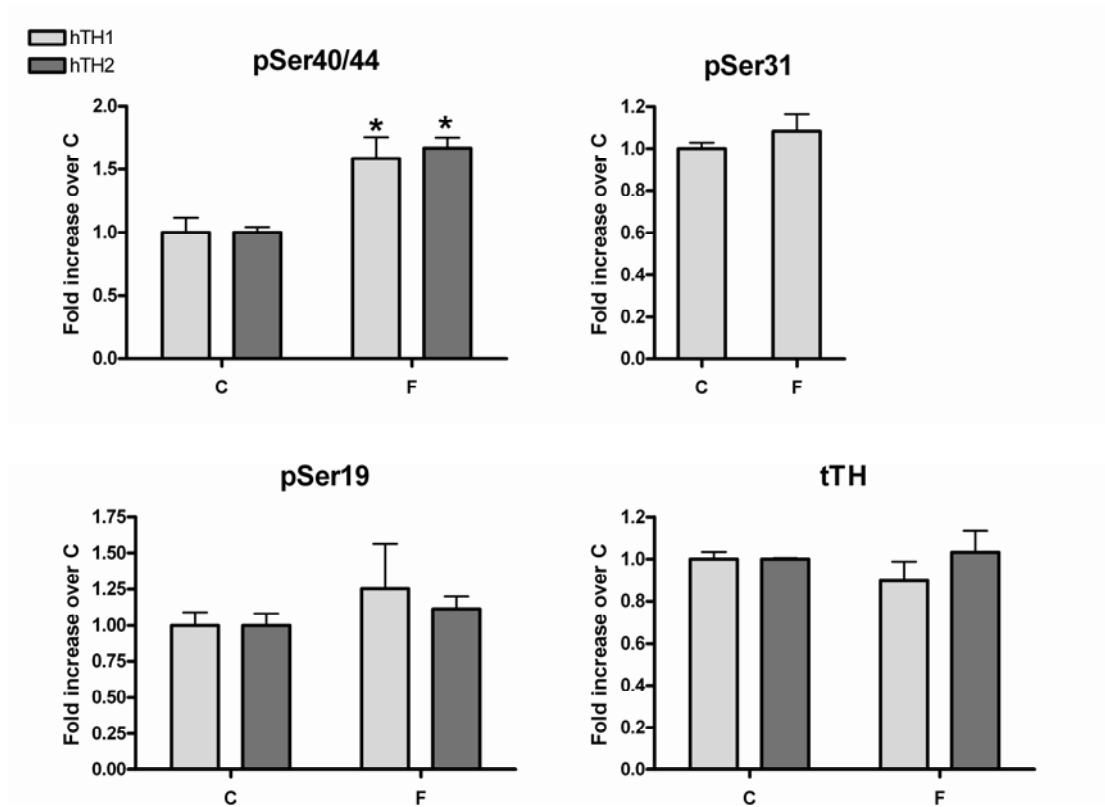 hTH1
hTH2
pSer40/44
Fold increase over C
2.0
1.5
1.0
0.5
0.0
* *
C F
pSer31
Fold increase over C
1.2
1.0
0.8
0.6
0.4
0.2
0.0
C F
pSer19
Fold increase over C
1.75
1.50
1.25
1.00
0.75
0.50
0.25
0.00
C F
tTH
Fold increase over C
1.2
1.0
0.8
0.6
0.4
0.2
0.0
C F